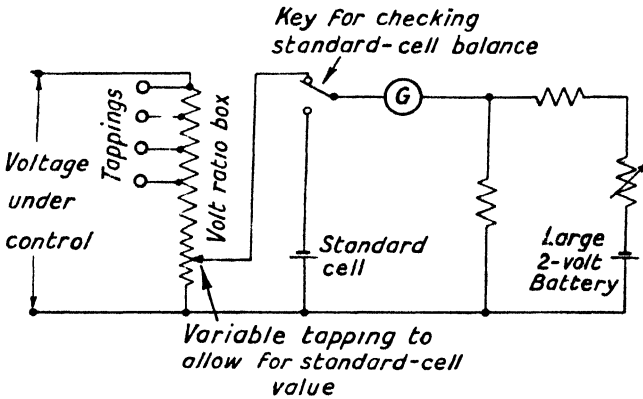 Key for checking
standard-cell balance
Tappings
Volt ratio box
G
Voltage
under
control
Standard
cell
Large
2-volt
Battery
Variable tapping to
allow for standard-cell
value